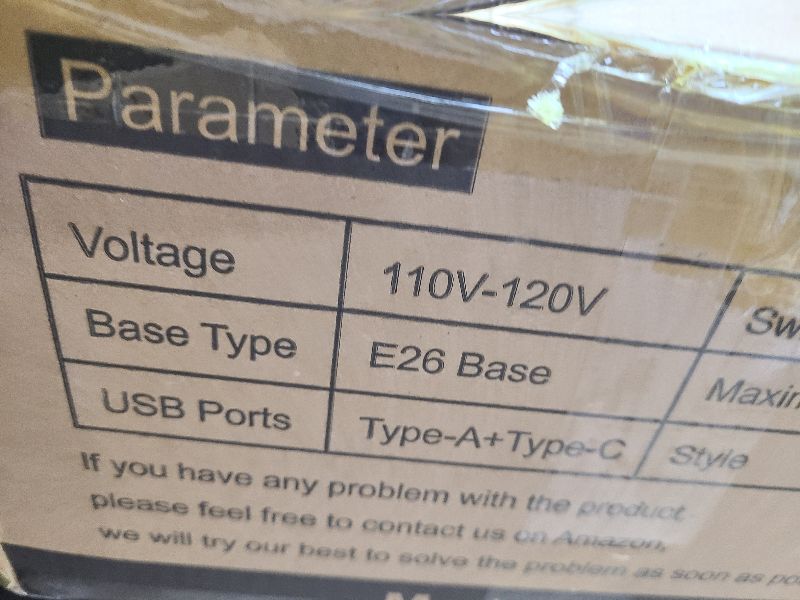 Parameter
Voltage 110V-120V
Base Type E26 Base
USB Ports Type-A+Type-C Style
If you have any problem with the product
please feel free to contact us on Amazon,
we will try our best to solve the problem as soon as